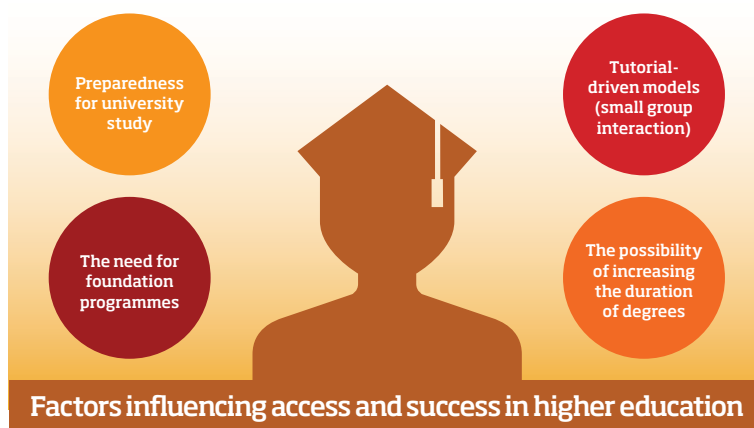 Preparedness
for university
study
Tutorial-
driven models
(small group
interaction)
The need for
foundation
programmes
The possibility
of increasing
the duration
of degrees
Factors influencing access and success in higher education